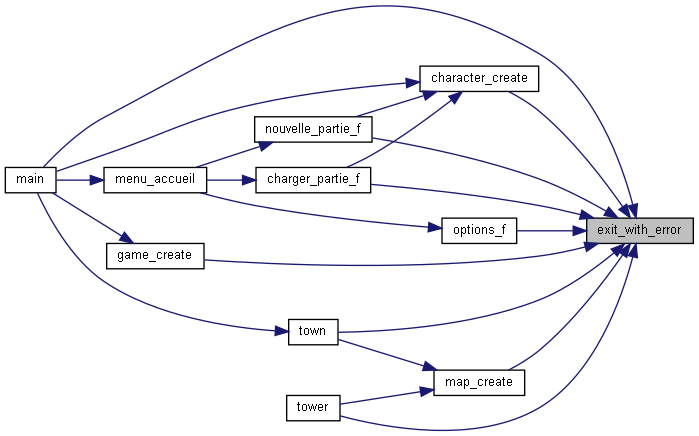 character_create
nouvelle_partie_f
main
menu_accueil
charger_partie_f
options_f
exit_with_error
game_create
town
map_create
tower